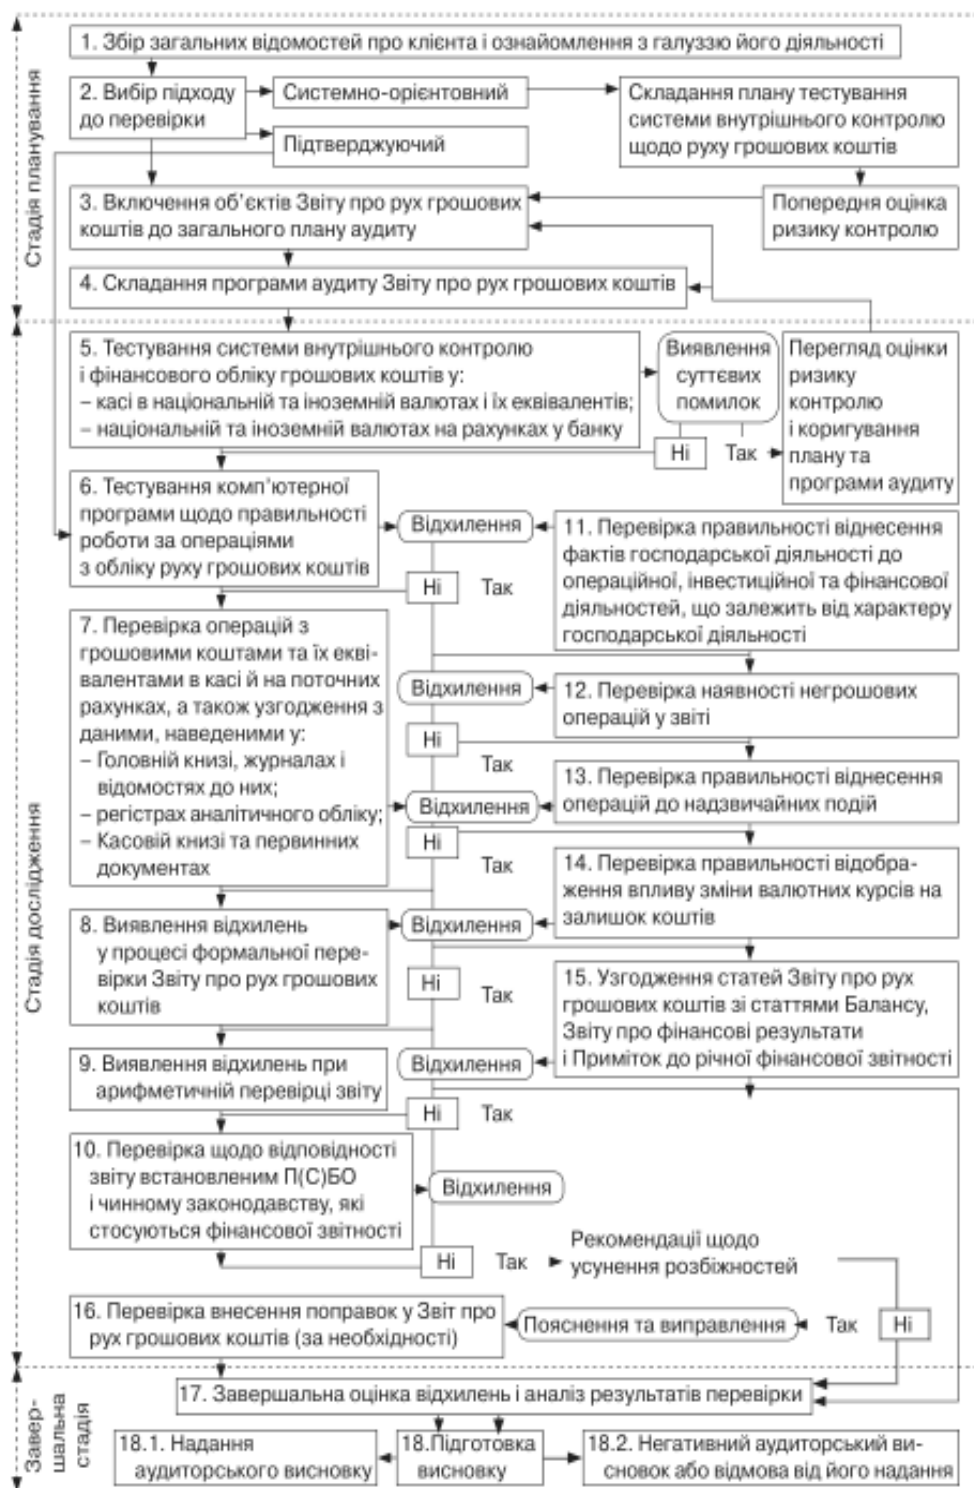 Стадія планування
1. Збір загальних відомостей про клієнта і ознайомлення з галуззю його діяльності
2. Вибір підходу
до перевірки
Системно-орієнтовний
Підтверджуючий
Складання плану тестування
системи внутрішнього контролю
щодо руху грошових коштів
3. Включення об’єктів Звіту про рух грошових
коштів до загального плану аудиту
Попередня оцінка
ризику контролю
4. Складання програми аудиту Звіту про рух грошових коштів
Стадія дослідження
5. Тестування системи внутрішнього контролю
і фінансового обліку грошових коштів у:
– касі в національній та іноземній валютах і їх еквівалентів;
– національній та іноземній валютах на рахунках у банку
Виявлення
суттєвих
помилок
Ні
Так
Перегляд оцінки
ризику
контролю
і коригування
плану та
програми аудиту
6. Тестування комп’ютерної
програми щодо правильності
роботи за операціями
з обліку руху грошових коштів
Відхилення
Ні
Так
11. Перевірка правильності віднесення
фактів господарської діяльності до
операційної, інвестиційної та фінансової
діяльностей, що залежить від характеру
господарської діяльності
7. Перевірка операцій з
грошовими коштами та їх екві-
валентами в касі й на поточних
рахунках, а також узгодження з
даними, наведеними у:
– Головній книзі, журналах і
відомостях до них;
– регістрах аналітичного обліку;
– Касовій книзі та первинних
документах
Відхилення
Ні
Так
12. Перевірка наявності негрошових
операцій у звіті
Відхилення
Ні
Так
13. Перевірка правильності віднесення
операцій до надзвичайних подій
14. Перевірка правильності відобра-
ження впливу зміни валютних курсів на
залишок коштів
8. Виявлення відхилень
у процесі формальної пере-
вірки Звіту про рух грошових
коштів
Відхилення
Ні
Так
15. Узгодження статей Звіту про рух
грошових коштів зі статтями Балансу,
Звіту про фінансові результати
і Приміток до річної фінансової звітності
9. Виявлення відхилень при
арифметичній перевірці звіту
Відхилення
Ні
Так
10. Перевірка щодо відповідності
звіту встановленим П(С)БО
і чинному законодавству, які
стосуються фінансової звітності
Відхилення
Ні
Так
Рекомендації щодо
усунення розбіжностей
16. Перевірка внесення поправок у Звіт про
рух грошових коштів (за необхідності)
Пояснення та виправлення
Так
Ні
Завер-
шальна
стадія
17. Завершальна оцінка відхилень і аналіз результатів перевірки
18.1. Надання
аудиторського висновку
18.Підготовка
висновку
18.2. Негативний аудиторський ви-
сновок або відмова від його надання